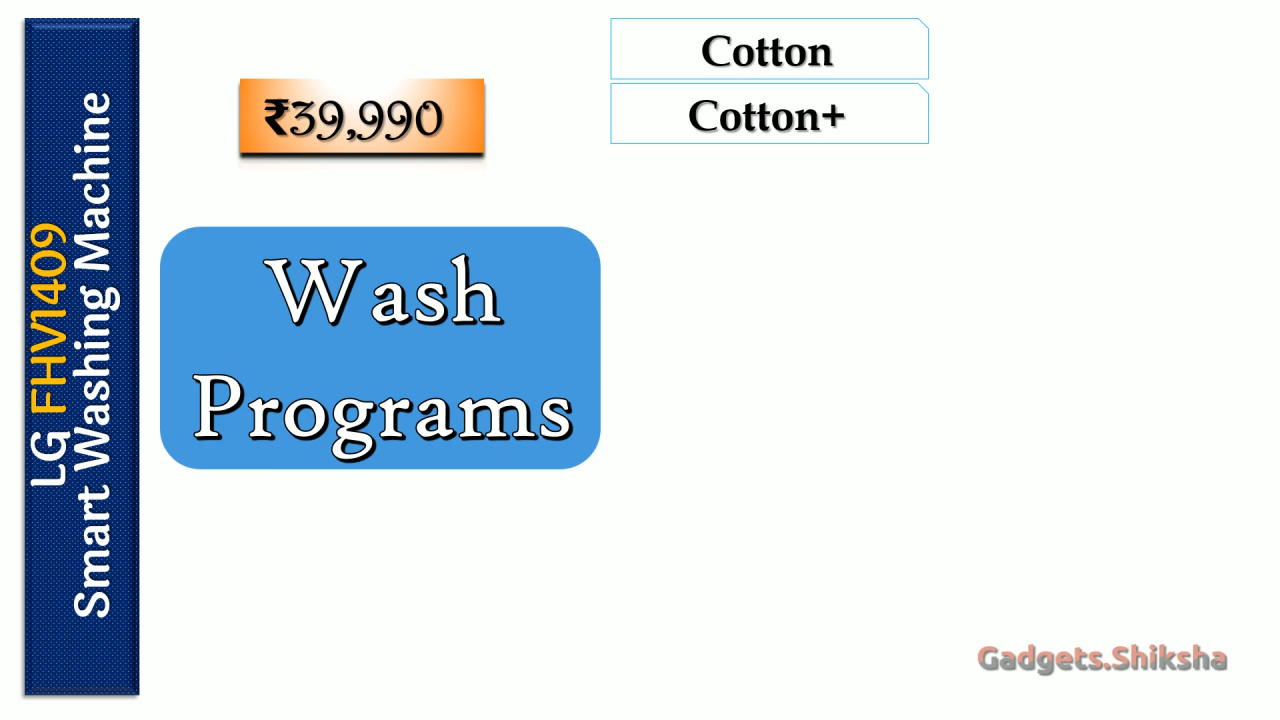 LG FHV1409
Smart Washing Machine
₹39,990
Wash
Programs
Cotton
Cotton+
Gadgets.Shiksha